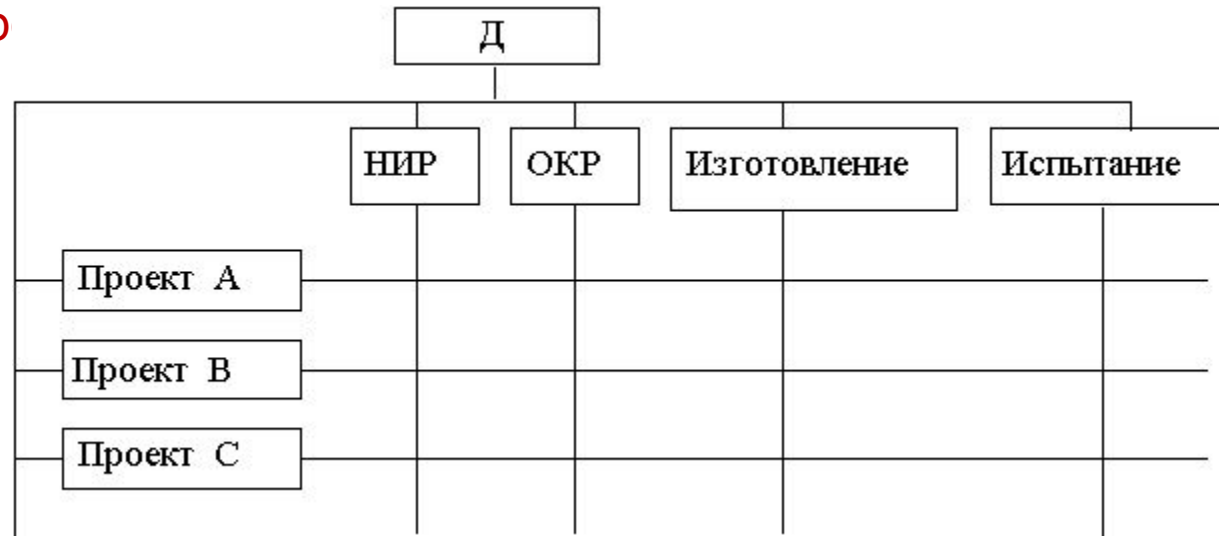 Д
НИР ОКР Изготовление Испытание
Проект А
Проект В
Проект С